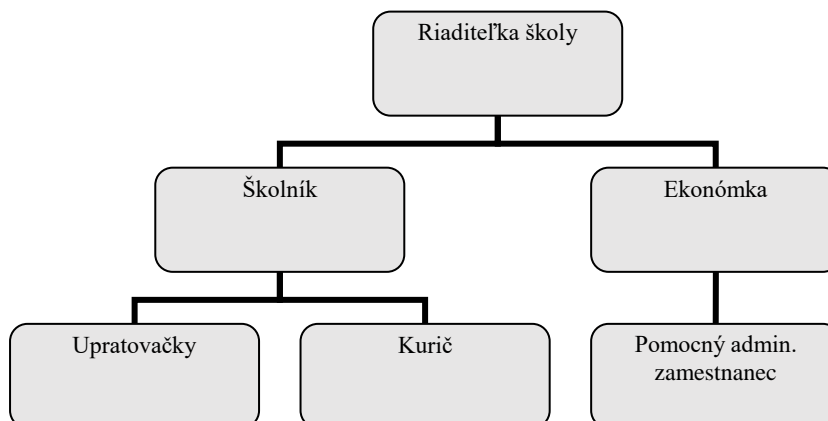 Riaditeľka školy
Školník
Ekonómka
Upratovačky
Kurič
Pomocný admin.
zamestnanec